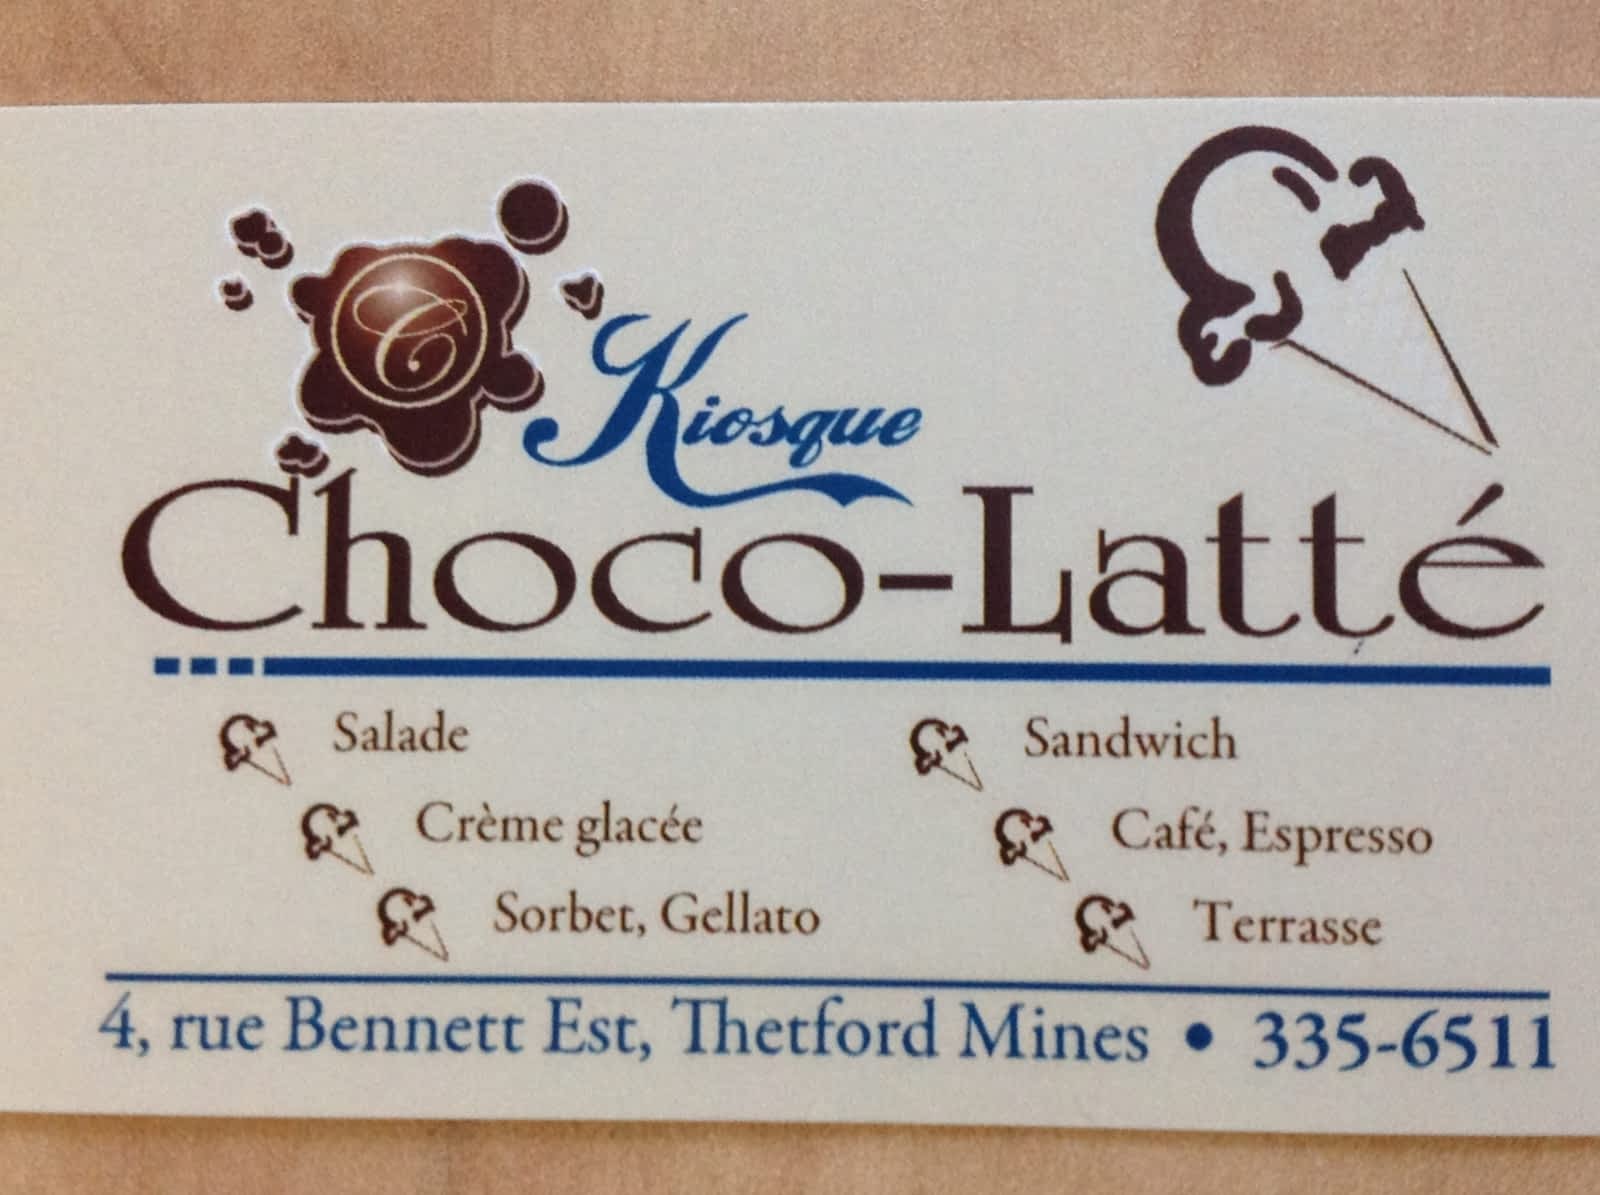 C
Kiosque
Choco-Latté
Salade
Sandwich
Crème glacée
Café, Espresso
Sorbet, Gellato
Terrasse
4, rue Bennett Est, Thetford Mines • 335-6511